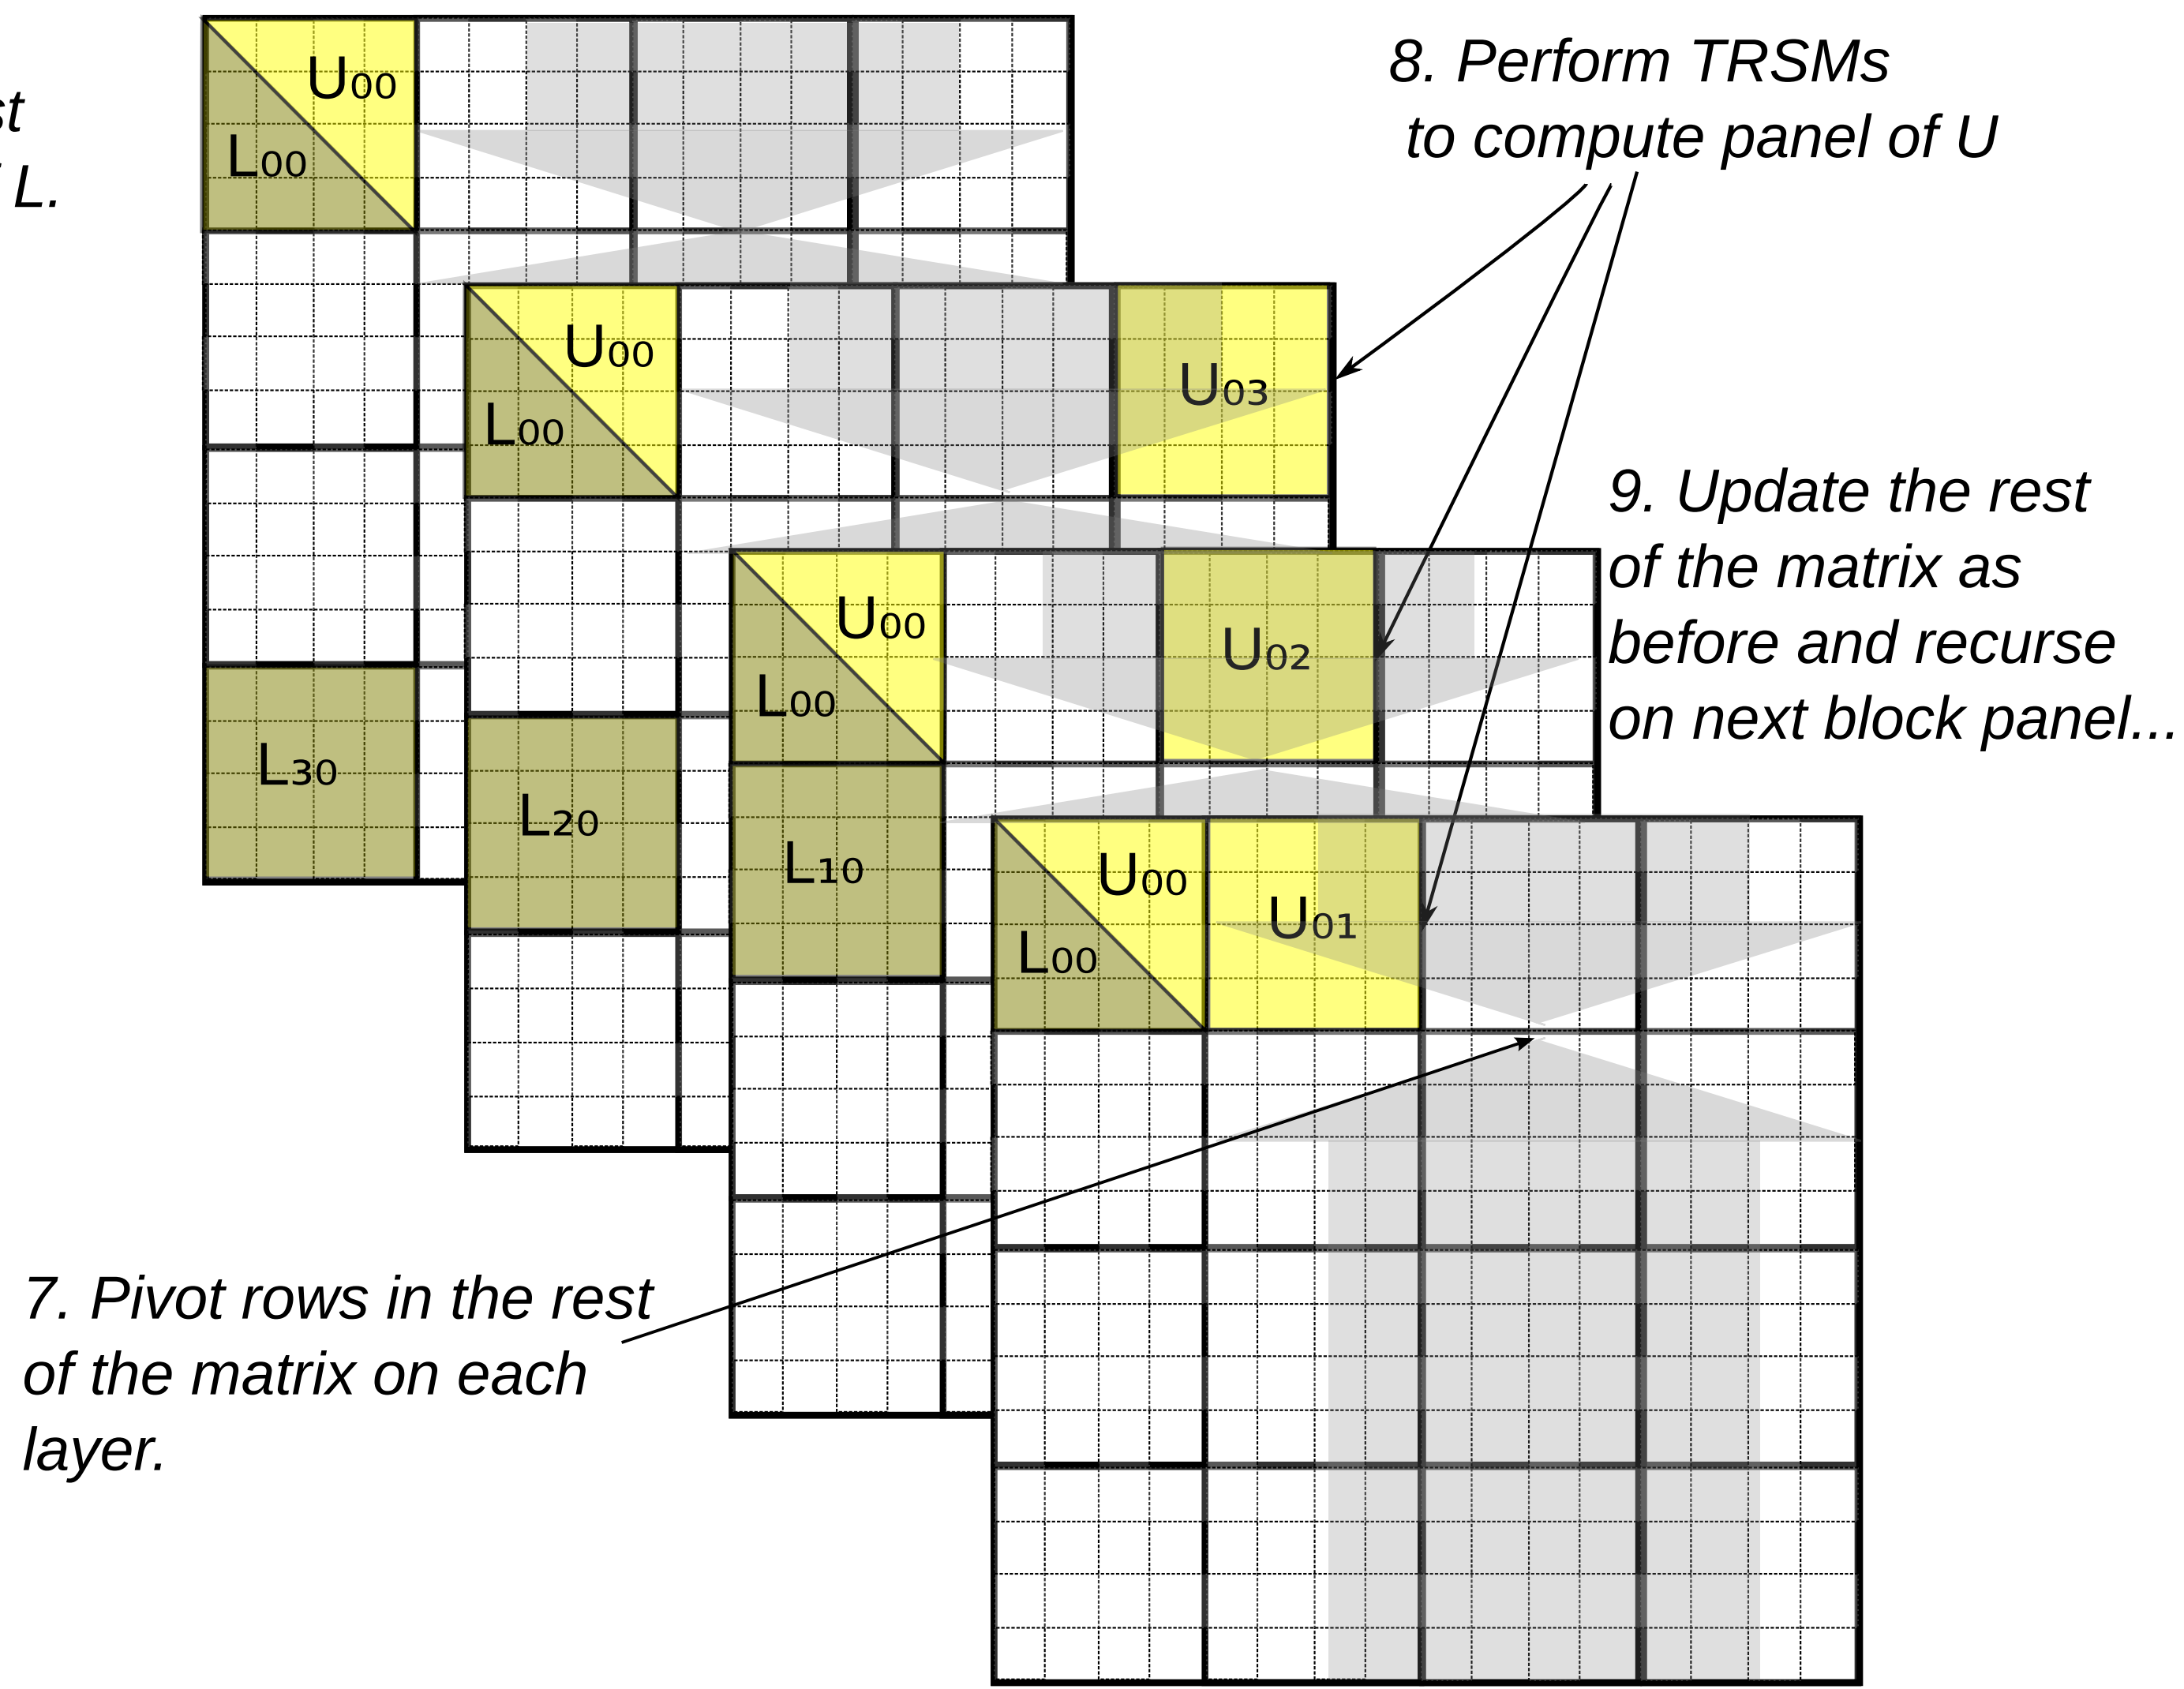 L.
U₀₀
L₀₀
8. Perform TRSMs
to compute panel of U
U₀₀
L₀₀
U₀₃
9. Update the rest
of the matrix as
before and recurse
on next block panel...
U₀₀
L₀₀
U₀₂
L₃₀
L₂₀
L₁₀
U₀₀
L₀₀
U₀₁
7. Pivot rows in the rest
of the matrix on each
layer.